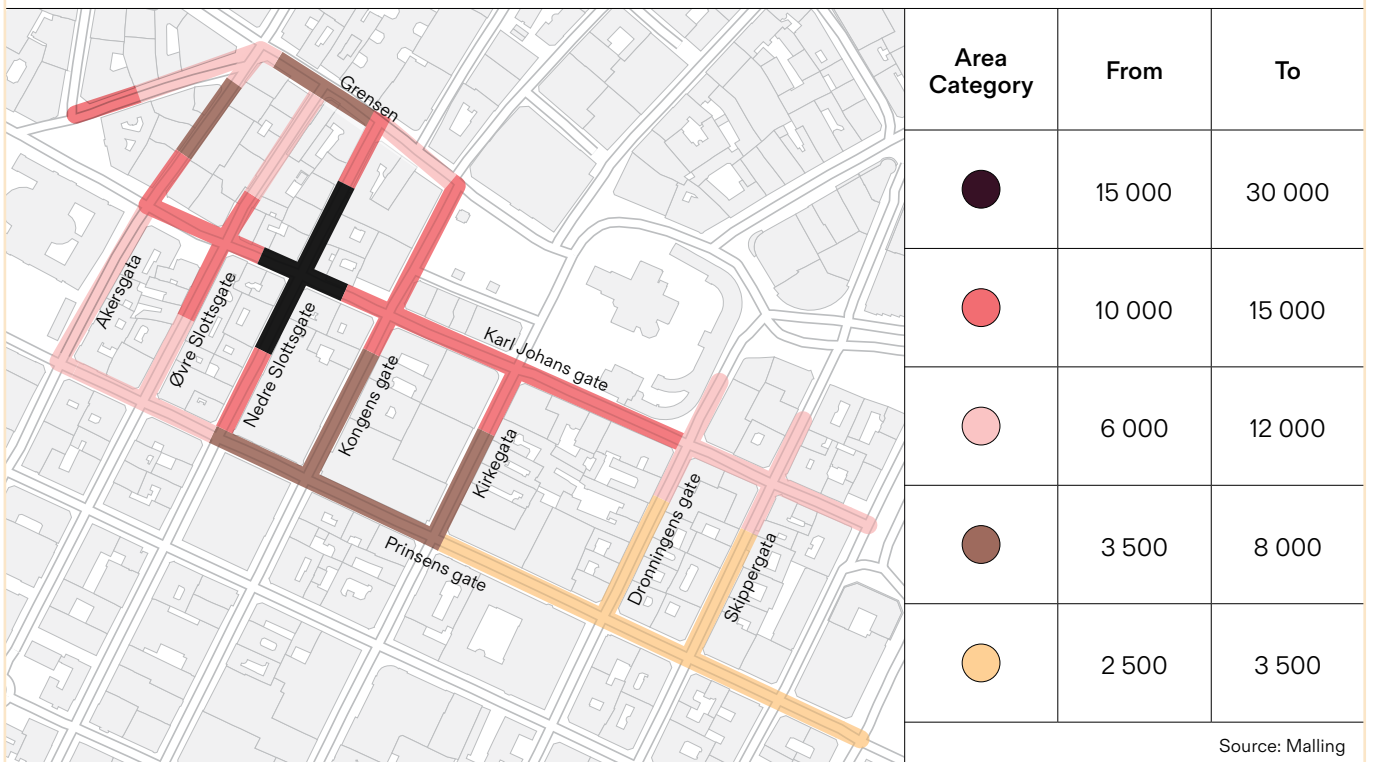 Grensen
Akersgata
Øvre Slottsgate
Nedre Slottsgate
Kongens gate
Karl Johans gate
Kirkegata
Prinsens gate
Dronningens gate
Skippergata
Area
Category
From
To
15 000
30 000
10 000
15 000
6 000
12 000
3 500
8 000
2 500
3 500
Source: Malling